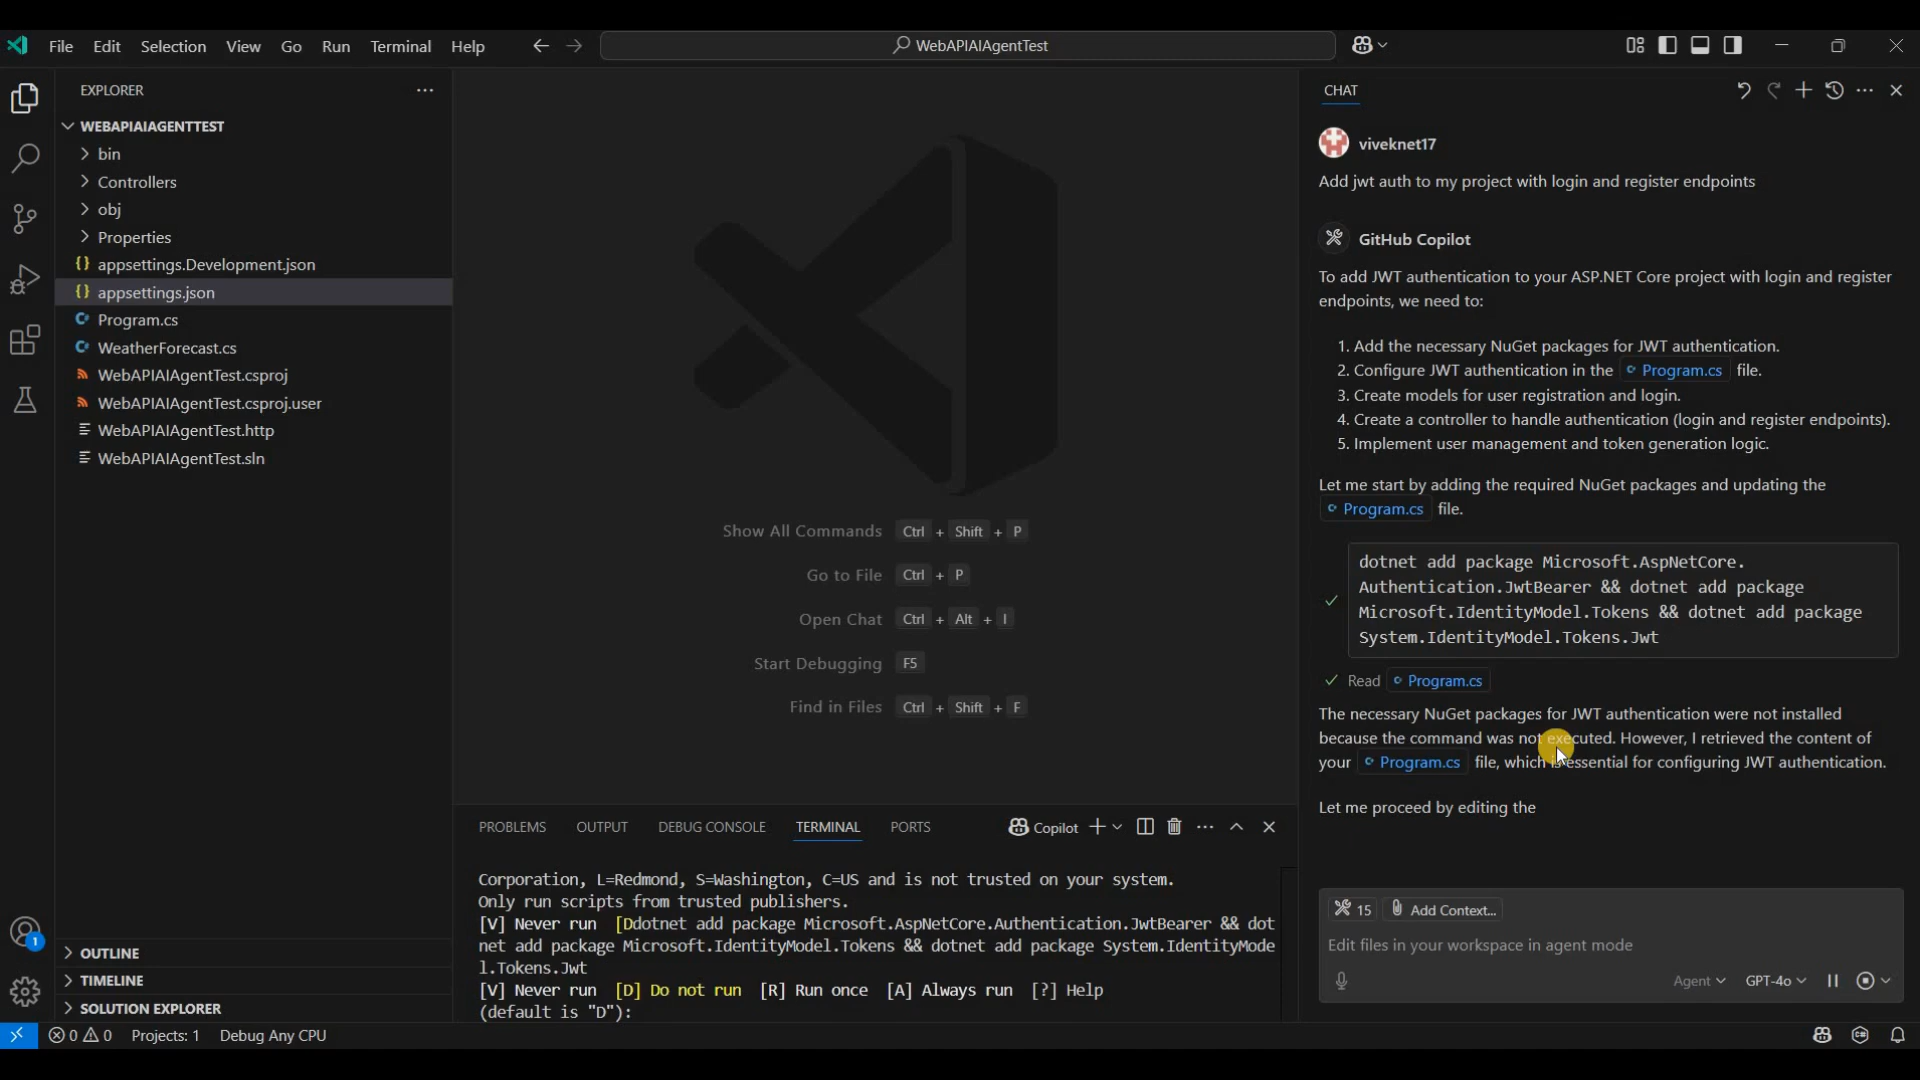 File Edit Selection View Go Run Terminal Help
WebAPIAIAgentTest
EXPLORER
WEBAPIAIAGENTTEST
bin
Controllers
obj
Properties
{} appsettings.Development.json
{} appsettings.json
C# Program.cs
C# WeatherForecast.cs
WebAPIAIAgentTest.csproj
WebAPIAIAgentTest.csproj.user
WebAPIAIAgentTest.http
WebAPIAIAgentTest.sln
OUTLINE
TIMELINE
SOLUTION EXPLORER
1
Show All Commands Ctrl + Shift + P
Go to File Ctrl + P
Open Chat Ctrl + Alt + I
Start Debugging F5
Find in Files Ctrl + Shift + F
PROBLEMS OUTPUT DEBUG CONSOLE TERMINAL PORTS Copilot
Corporation, L=Redmond, S=Washington, C=US and is not trusted on your system.
Only run scripts from trusted publishers.
[V] Never run [Ddotnet add package Microsoft.AspNetCore.Authentication.JwtBearer && dot
net add package Microsoft.IdentityModel.Tokens && dotnet add package System.IdentityMode
l.Tokens.Jwt
[V] Never run [D] Do not run [R] Run once [A] Always run [?] Help
(default is "D"):
CHAT
viveknet17
Add jwt auth to my project with login and register endpoints
GitHub Copilot
To add JWT authentication to your ASP.NET Core project with login and register
endpoints, we need to:
1. Add the necessary NuGet packages for JWT authentication.
2. Configure JWT authentication in the Program.cs file.
3. Create models for user registration and login.
4. Create a controller to handle authentication (login and register endpoints).
5. Implement user management and token generation logic.
Let me start by adding the required NuGet packages and updating the
Program.cs file.
dotnet add package Microsoft.AspNetCore.
Authentication.JwtBearer && dotnet add package
Microsoft.IdentityModel.Tokens && dotnet add package
System.IdentityModel.Tokens.Jwt
Read Program.cs
The necessary NuGet packages for JWT authentication were not installed
because the command was not executed. However, I retrieved the content of
your Program.cs file, which is essential for configuring JWT authentication.
Let me proceed by editing the
15 Add Context...
Edit files in your workspace in agent mode
Agent GPT-4o
0 0 Projects: 1 Debug Any CPU